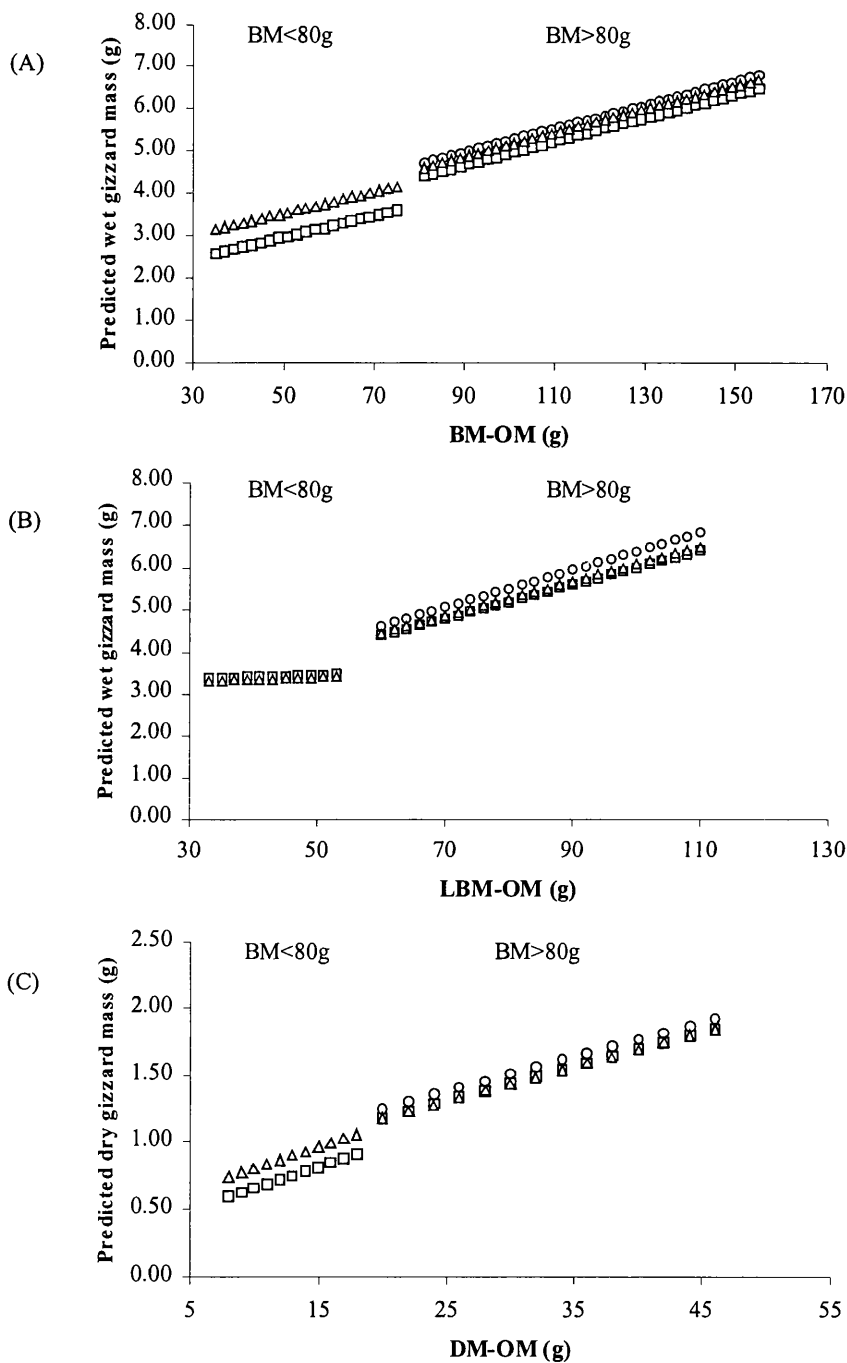 (A)
BM<80g
BM>80g
Predicted wet gizzard mass (g)
8.00
7.00
6.00
5.00
4.00
3.00
2.00
1.00
0.00
30 50 70 90 110 130 150 170
BM-OM (g)
(B)
BM<80g
BM>80g
Predicted wet gizzard mass (g)
8.00
7.00
6.00
5.00
4.00
3.00
2.00
1.00
0.00
30 50 70 90 110 130
LBM-OM (g)
(C)
BM<80g
BM>80g
Predicted dry gizzard mass (g)
2.50
2.00
1.50
1.00
0.50
0.00
5 15 25 35 45 55
DM-OM (g)